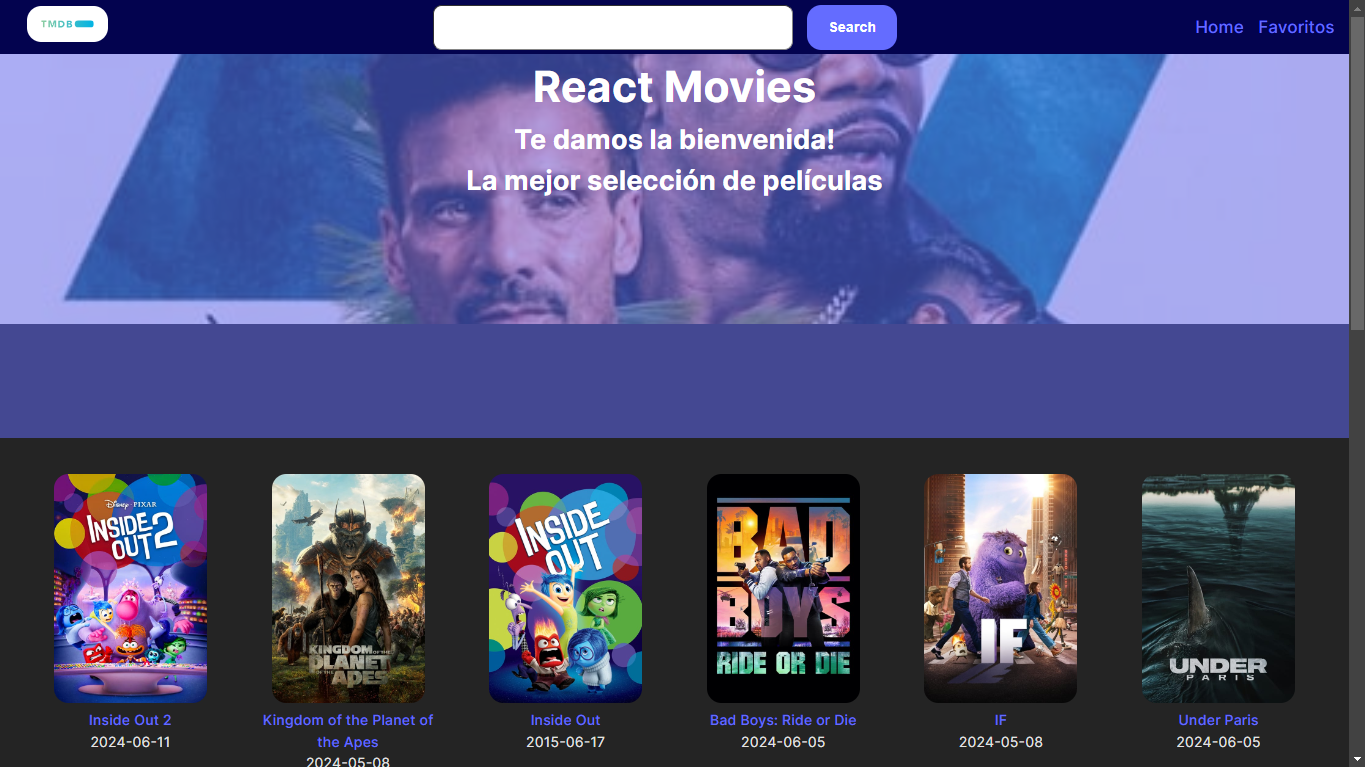 TMDB
Search
Home Favoritos
React Movies
Te damos la bienvenida!
La mejor selección de películas
Disney · PIXAR
INSIDE
OUT 2
KINGDOM OF THE
PLANET
OF THE APES
INSIDE
OUT
BAD
BOYS
RIDE OR DIE
IF
UNDER
PARIS
Inside Out 2
2024-06-11
Kingdom of the Planet of
the Apes
2024-05-08
Inside Out
2015-06-17
Bad Boys: Ride or Die
2024-06-05
IF
2024-05-08
Under Paris
2024-06-05